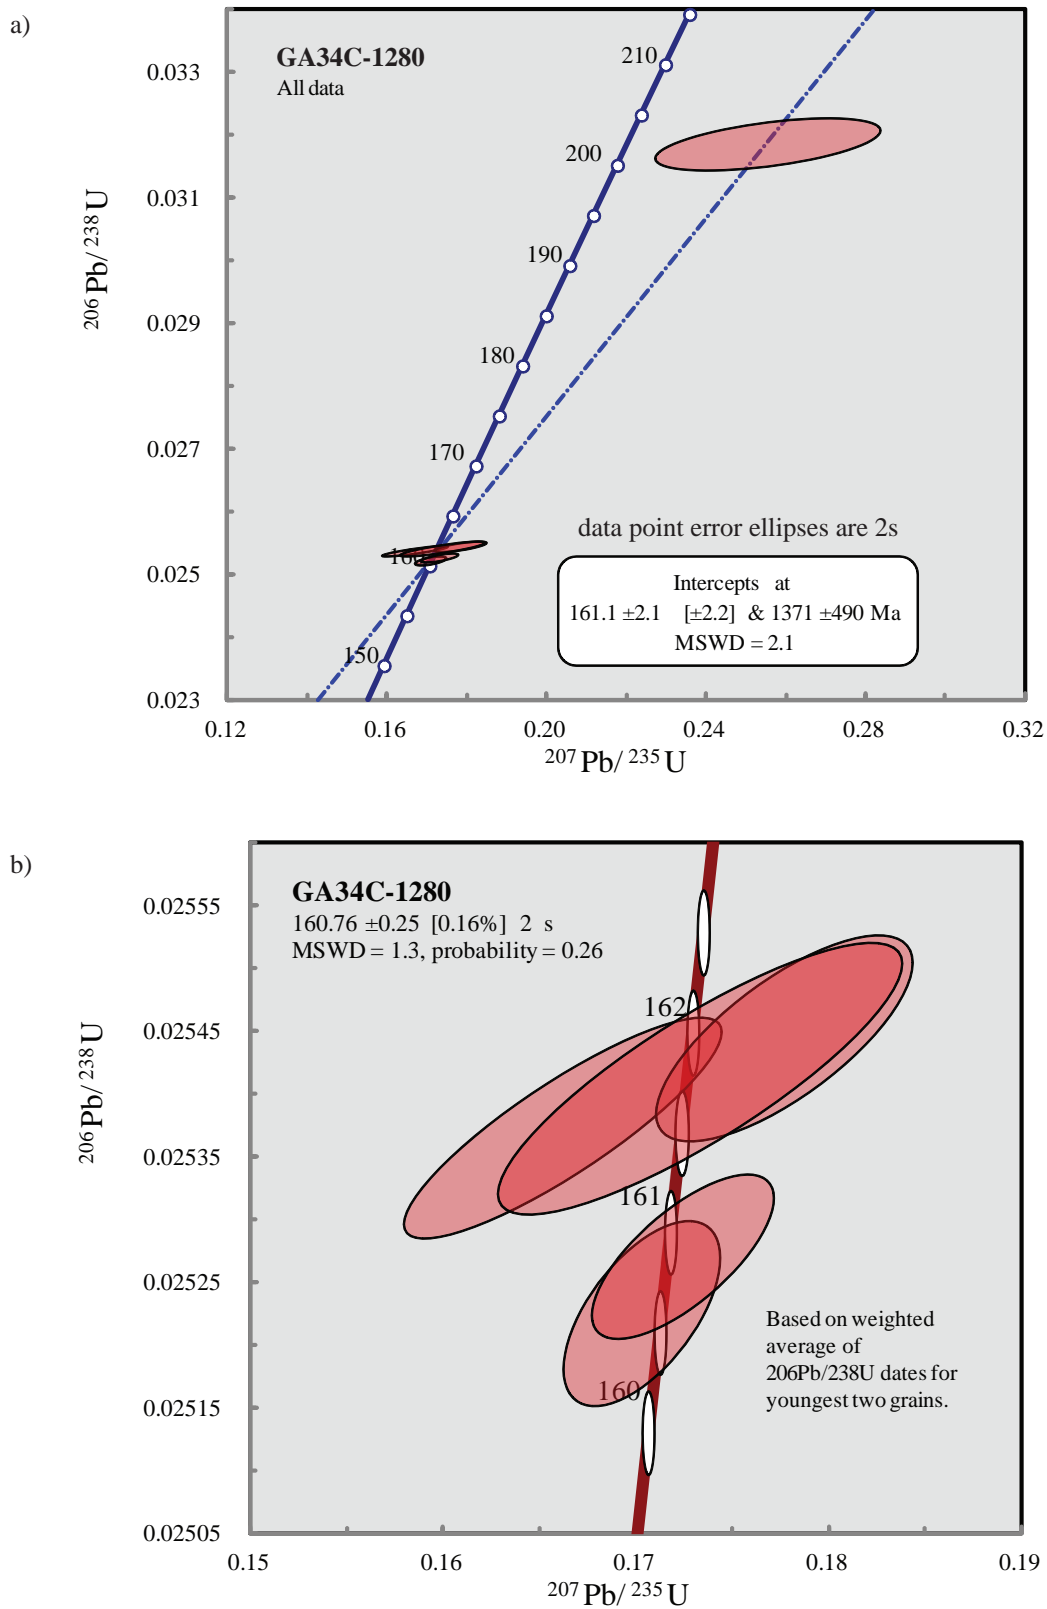 a)
GA34C-1280
All data
210
200
190
180
170
160
150
0.033
0.031
0.029
0.027
0.025
0.023
206Pb/238U
data point error ellipses are 2s
Intercepts at
161.1 ±2.1 [±2.2] & 1371 ±490 Ma
MSWD = 2.1
0.12 0.16 0.20 0.24 0.28 0.32
207Pb/235U
b)
GA34C-1280
160.76 ±0.25 [0.16%] 2 s
MSWD = 1.3, probability = 0.26
162
161
160
0.02555
0.02545
0.02535
0.02525
0.02515
0.02505
206Pb/238U
Based on weighted
average of
206Pb/238U dates for
youngest two grains.
0.15 0.16 0.17 0.18 0.19
207Pb/235U